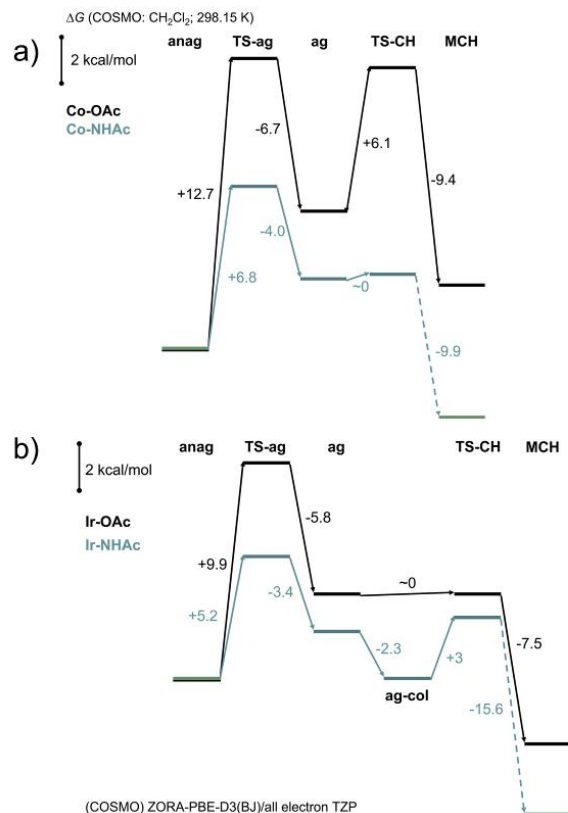 ΔG (COSMO: CH₂Cl₂; 298.15 K)
a)
2 kcal/mol
anag TS-ag ag TS-CH MCH
Co-OAc
Co-NHAc
-6.7
+6.1
+12.7
-9.4
-4.0
+6.8
~0
-9.9
b)
2 kcal/mol
anag TS-ag ag TS-CH MCH
Ir-OAc
Ir-NHAc
-5.8
+9.9
~0
-3.4
+5.2
-2.3
+3
-7.5
ag-col
-15.6
(COSMO) ZORA-PBE-D3(BJ)/all electron TZP